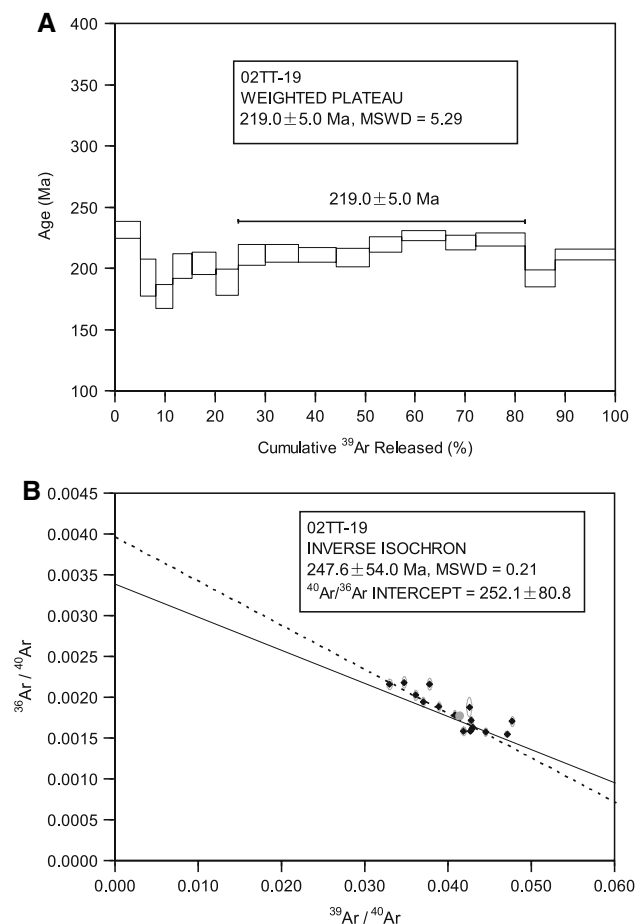 A
400
350
300
250
200
150
100
Age (Ma)
02TT-19
WEIGHTED PLATEAU
219.0±5.0 Ma, MSWD = 5.29
219.0±5.0 Ma
0 10 20 30 40 50 60 70 80 90 100
Cumulative ³⁹Ar Released (%)
B
0.0045
0.0040
0.0035
0.0030
0.0025
0.0020
0.0015
0.0010
0.0005
0.0000
³⁶Ar / ⁴⁰Ar
02TT-19
INVERSE ISOCHRON
247.6±54.0 Ma, MSWD = 0.21
⁴⁰Ar/³⁶Ar INTERCEPT = 252.1±80.8
0.000 0.010 0.020 0.030 0.040 0.050 0.060
³⁹Ar / ⁴⁰Ar